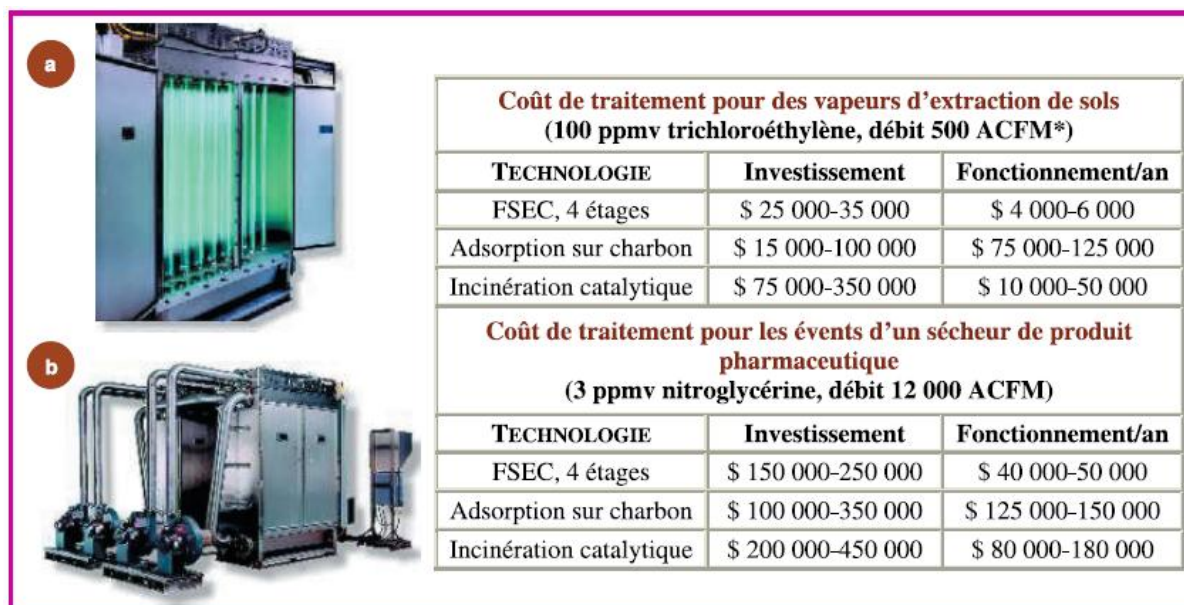 a
b
Coût de traitement pour des vapeurs d'extraction de sols
(100 ppmv trichloroéthylène, débit 500 ACFM*)
TECHNOLOGIE Investissement Fonctionnement/an
FSEC, 4 étages $ 25 000-35 000 $ 4 000-6 000
Adsorption sur charbon $ 15 000-100 000 $ 75 000-125 000
Incinération catalytique $ 75 000-350 000 $ 10 000-50 000
Coût de traitement pour les évents d'un sécheur de produit
pharmaceutique
(3 ppmv nitroglycérine, débit 12 000 ACFM)
TECHNOLOGIE Investissement Fonctionnement/an
FSEC, 4 étages $ 150 000-250 000 $ 40 000-50 000
Adsorption sur charbon $ 100 000-350 000 $ 125 000-150 000
Incinération catalytique $ 200 000-450 000 $ 80 000-180 000